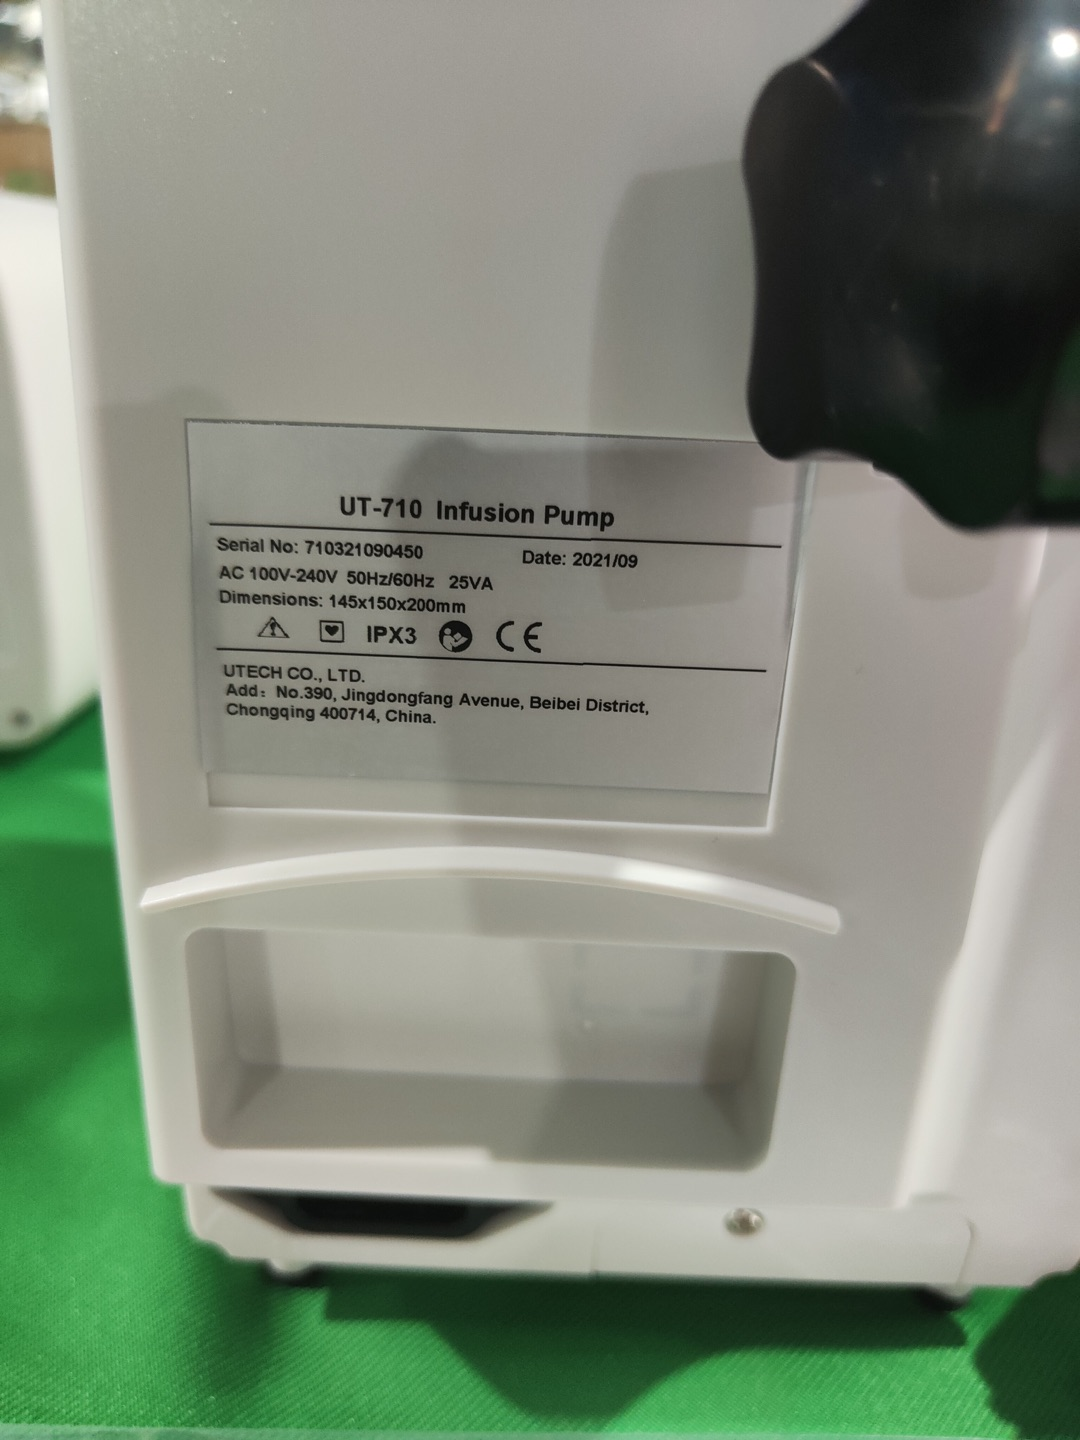 UT-710 Infusion Pump
Serial No: 710321090450 Date: 2021/09
AC 100V-240V 50Hz/60Hz 25VA
Dimensions: 145x150x200mm
IPX3 CE
UTECH CO., LTD.
Add: No.390, Jingdongfang Avenue, Beibei District,
Chongqing 400714, China.